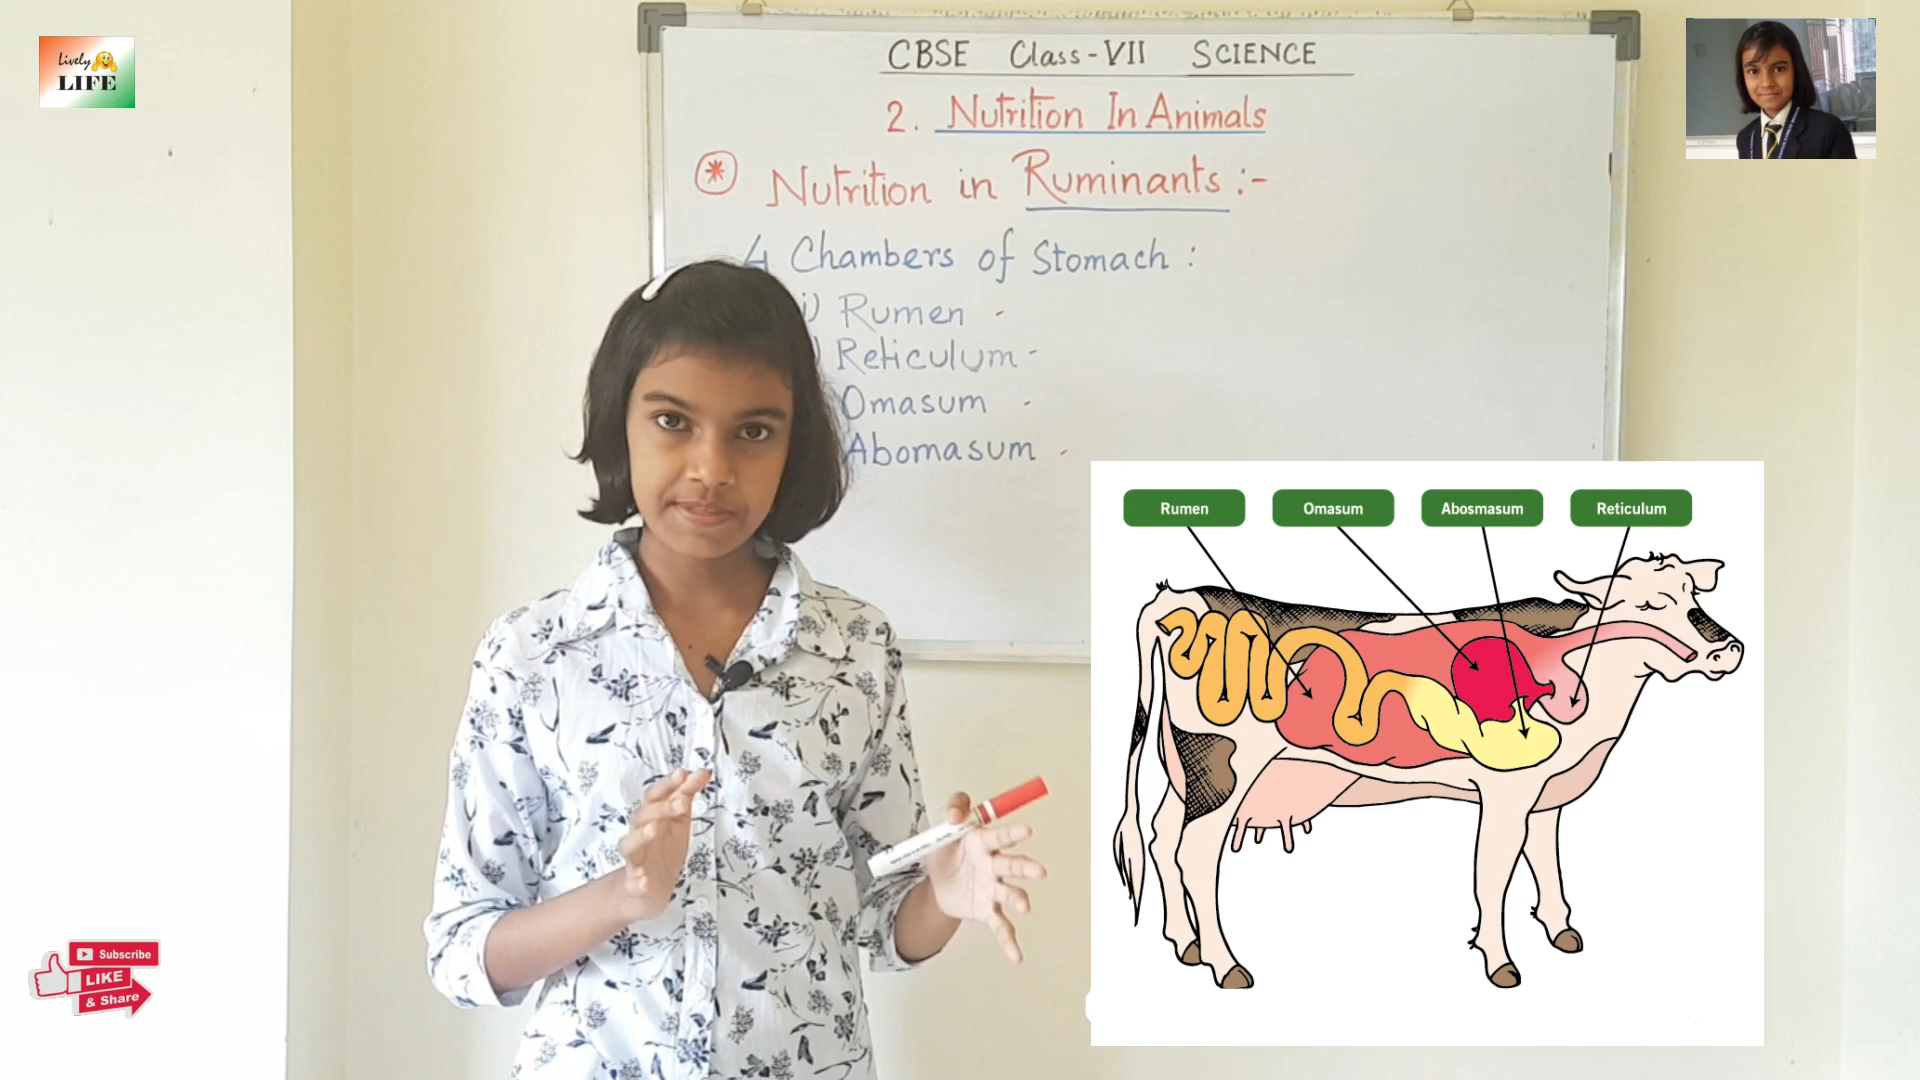 Lively
LIFE
CBSE Class-VII SCIENCE
2. Nutrition In Animals
* Nutrition in Ruminants :-
4 Chambers of Stomach :
i) Rumen -
) Reticulum -
Omasum -
Abomasum -
Rumen Omasum Abosmasum Reticulum
Subscribe
LIKE
& Share